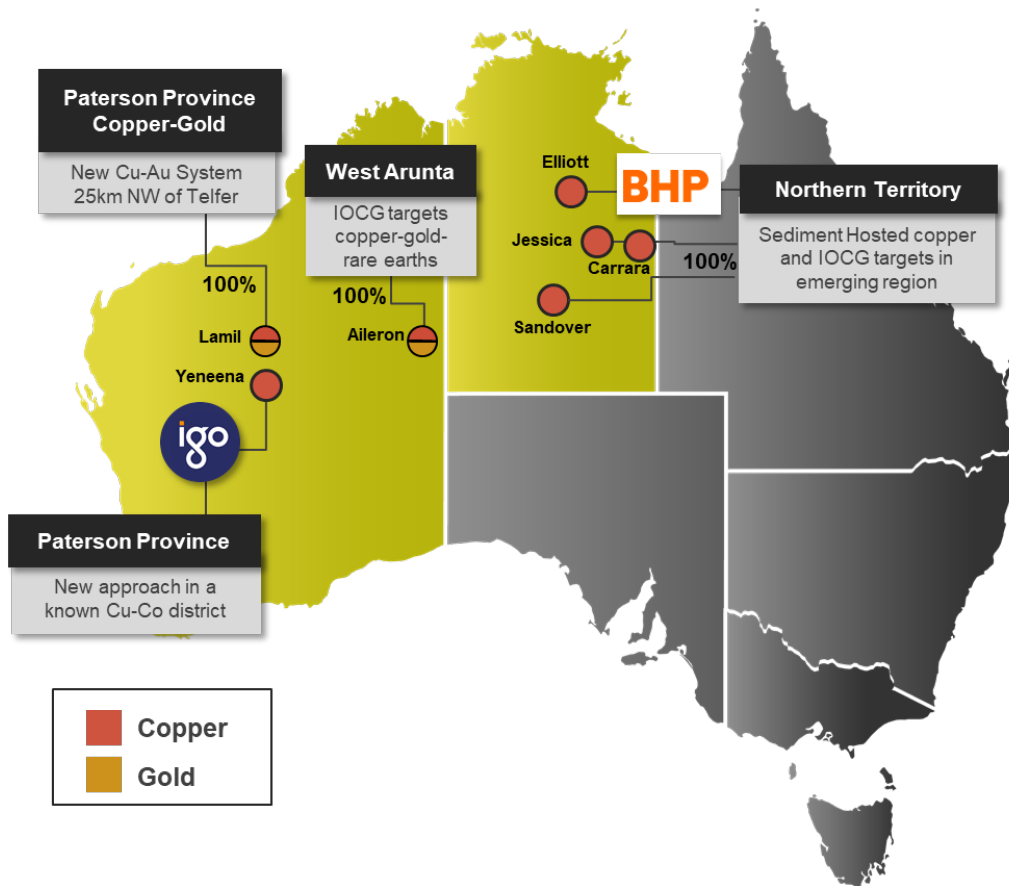 Paterson Province
Copper-Gold
New Cu-Au System
25km NW of Telfer
100%
Lamil
Yeneena
igo
Paterson Province
New approach in a
known Cu-Co district
West Arunta
IOCG targets
copper-gold-
rare earths
100%
Aileron
Elliott
BHP
Jessica
Carrara
Sandover
100%
Northern Territory
Sediment Hosted copper
and IOCG targets in
emerging region
Copper
Gold